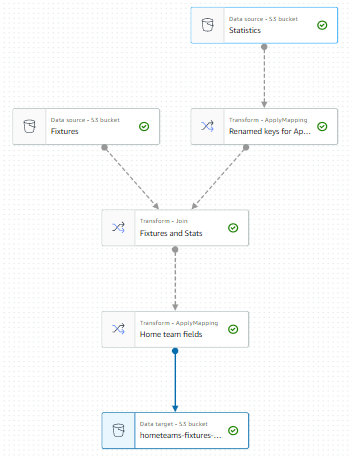 Data source - S3 bucket
Statistics
Data source - S3 bucket
Fixtures
Transform - ApplyMapping
Renamed keys for Ap...
Transform - Join
Fixtures and Stats
Transform - ApplyMapping
Home team fields
Data target - S3 bucket
hometeams-fixtures-...